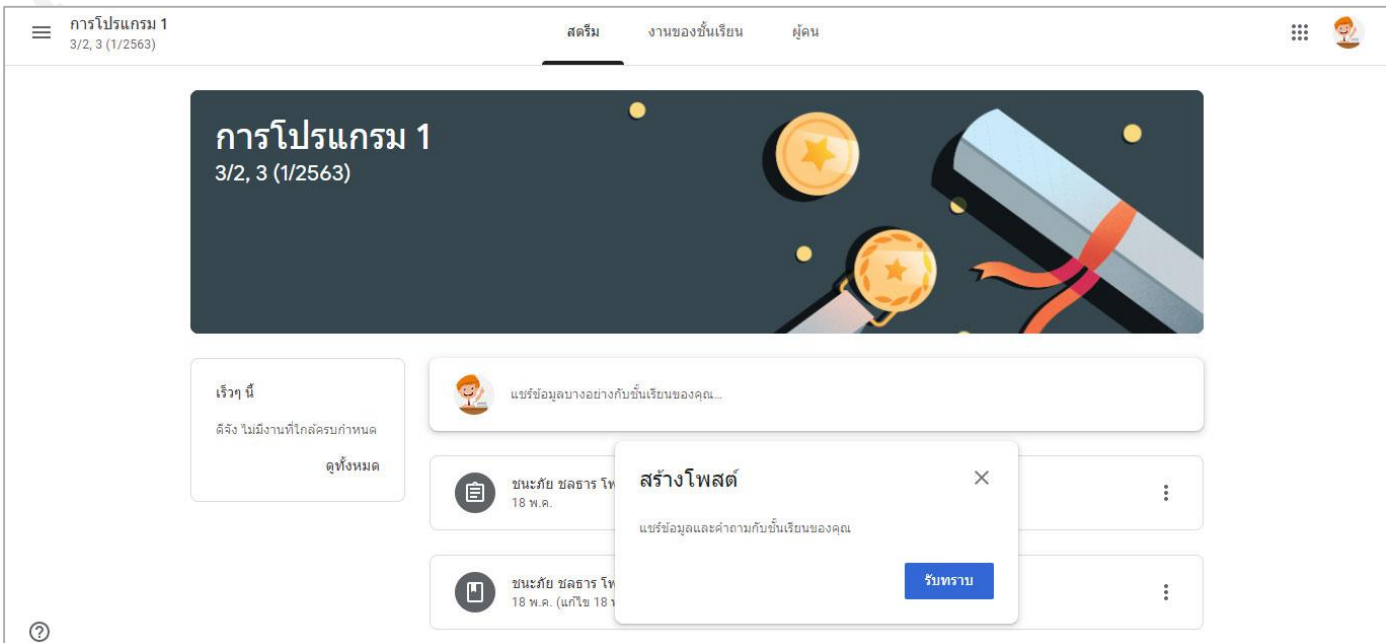 การโปรแกรม 1
3/2, 3 (1/2563)
สตรีม งานของชั้นเรียน ผู้คน
การโปรแกรม 1
3/2, 3 (1/2563)
เร็วๆ นี้
ดีจัง ไม่มีงานที่ใกล้ครบกำหนด
ดูทั้งหมด
แชร์ข้อมูลบางอย่างกับชั้นเรียนของคุณ...
ชนะภัย ชลธาร
18 พ.ค.
สร้างโพสต์
แชร์ข้อมูลและคำถามกับชั้นเรียนของคุณ
รับทราบ
ชนะภัย ชลธาร
18 พ.ค. (แก้ไข 18